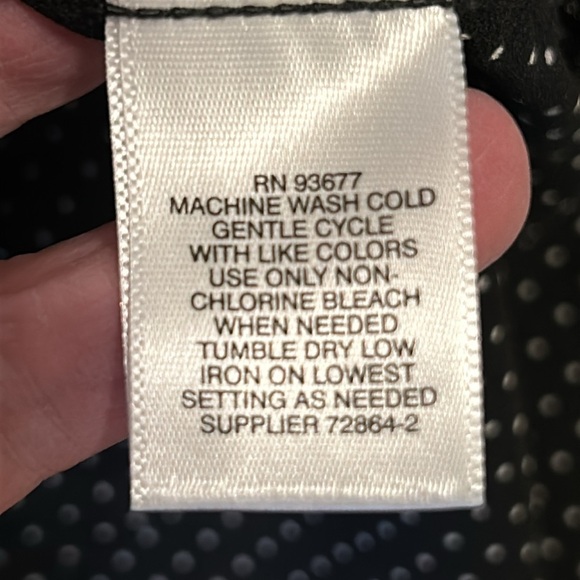 RN 93677
MACHINE WASH COLD
GENTLE CYCLE
WITH LIKE COLORS
USE ONLY NON-
CHLORINE BLEACH
WHEN NEEDED
TUMBLE DRY LOW
IRON ON LOWEST
SETTING AS NEEDED
SUPPLIER 72864-2